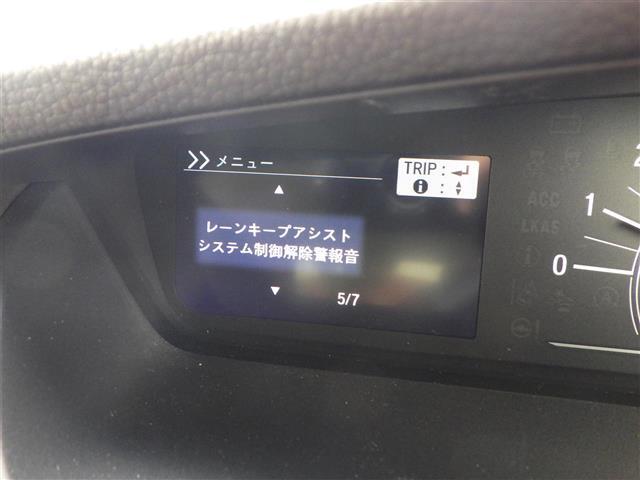 >> メニュー
TRIP : ↵
i : ▲▼
▲
レーンキープアシスト
システム制御解除警報音
▼
5/7
ACC
LKAS
2
1
0